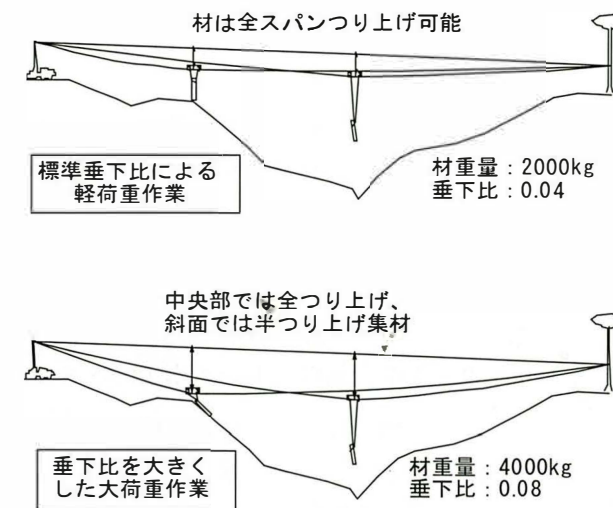 材は全スパンつり上げ可能
標準垂下比による
軽荷重作業
材重量：2000kg
垂下比：0.04
中央部では全つり上げ、
斜面では半つり上げ集材
垂下比を大きく
した大荷重作業
材重量：4000kg
垂下比：0.08